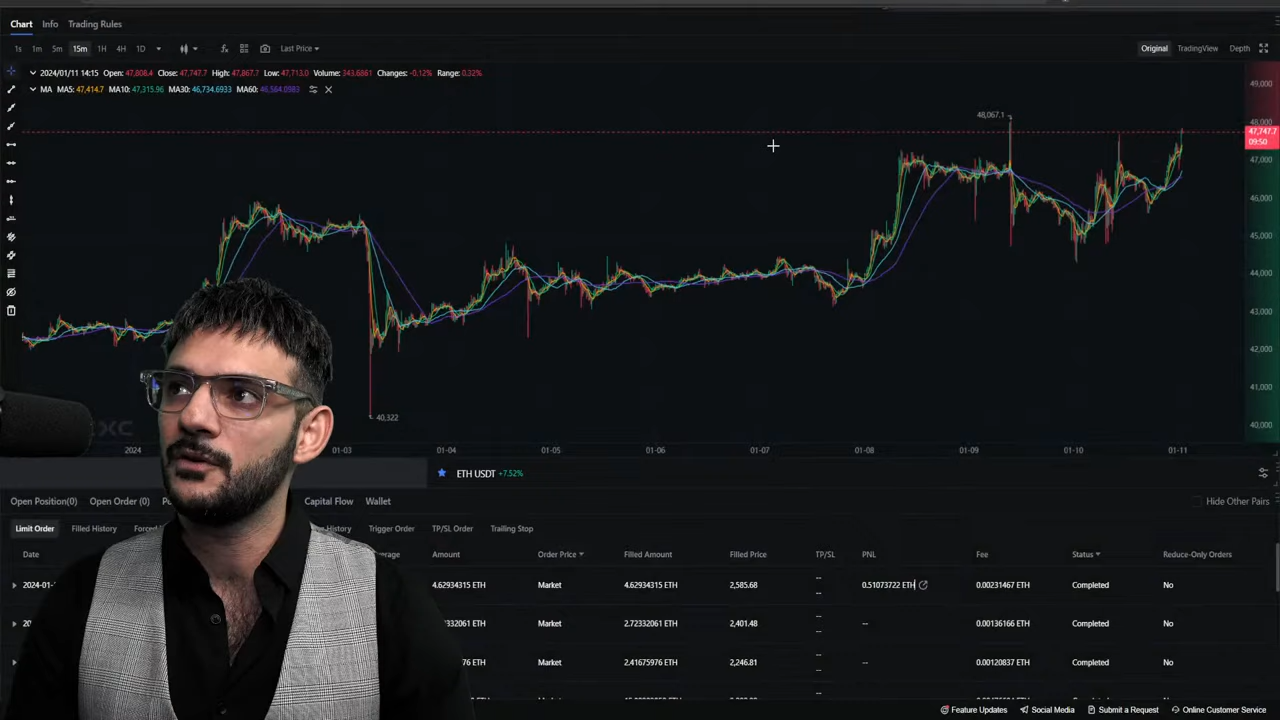 Chart Info Trading Rules
1s 1m 5m 15m 1H 4H 1D Last Price Original TradingView Depth
2024/01/11 14:15 Open: 47,808.4 Close: 47,747.7 High: 47,867.7 Low: 47,713.0 Volume: 343.6861 Changes: -0.12% Range: 0.32%
MA MA5: 47,414.7 MA10: 47,315.96 MA30: 46,734.6933 MA60: 46,564.0983
49,000
48,067.1
48,000
47,747.7
09:50
47,000
46,000
45,000
44,000
43,000
42,000
41,000
40,322
40,000
2024 01-03 01-04 01-05 01-06 01-07 01-08 01-09 01-10 01-11
ETH USDT +7.52%
Open Position(0) Open Order (0) Capital Flow Wallet Hide Other Pairs
Limit Order Filled History History Trigger Order TP/SL Order Trailing Stop
Date Amount Order Price Filled Amount Filled Price TP/SL PNL Fee Status Reduce-Only Orders
2024-01- 4.62934315 ETH Market 4.62934315 ETH 2,585.68 -- -- 0.51073722 ETH 0.00231467 ETH Completed No
20 332061 ETH Market 2.72332061 ETH 2,401.48 -- -- -- 0.00136166 ETH Completed No
76 ETH Market 2.41675976 ETH 2,246.81 -- -- -- 0.00120837 ETH Completed No
Feature Updates Social Media Submit a Request Online Customer Service